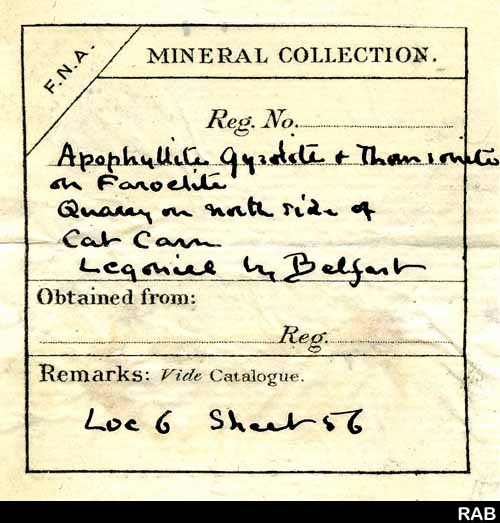 F.N.A.
MINERAL COLLECTION.
Reg. No.
Apophyllite Gyrolite + Thomsonite
on Faroelite
Quarry on north side of
Cat Carn
Legoniel by Belfast
Obtained from:
Reg.
Remarks: Vide Catalogue.
Loc 6 Sheet 56
RAB